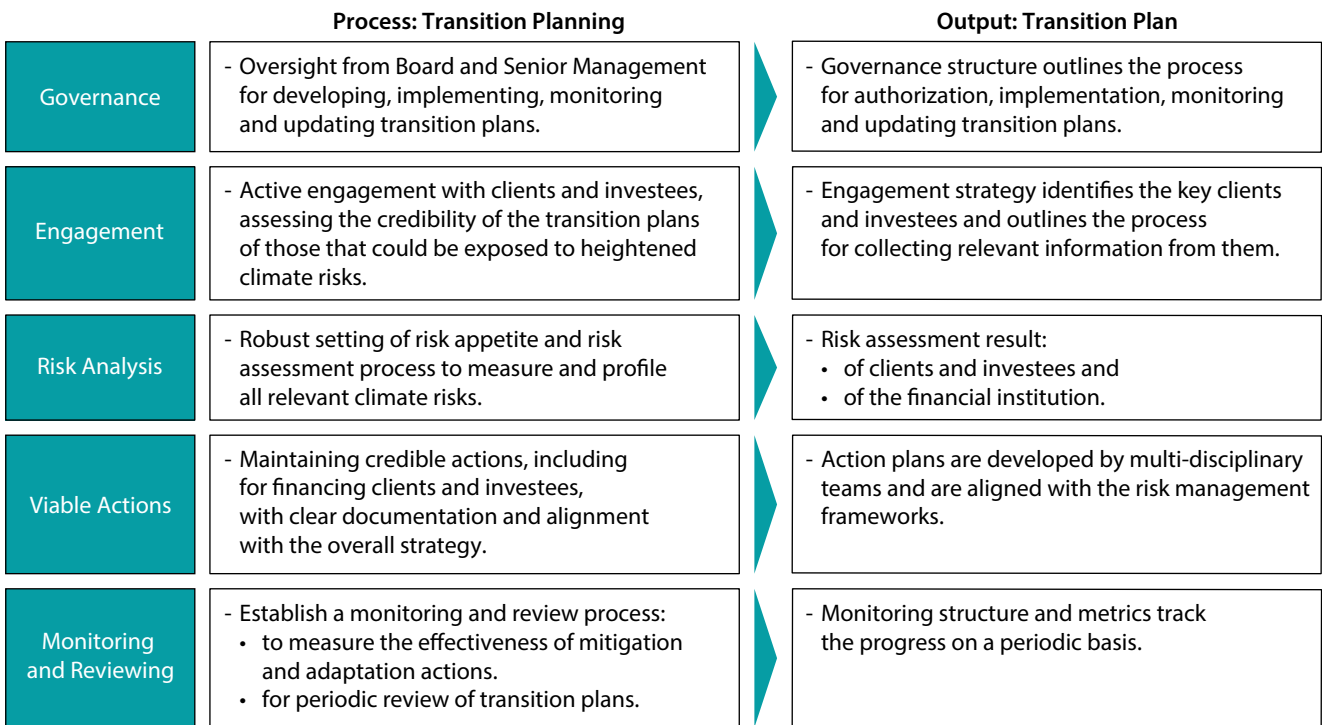 Process: Transition Planning
Output: Transition Plan
Governance
- Oversight from Board and Senior Management
for developing, implementing, monitoring
and updating transition plans.
- Governance structure outlines the process
for authorization, implementation, monitoring
and updating transition plans.
Engagement
- Active engagement with clients and investees,
assessing the credibility of the transition plans
of those that could be exposed to heightened
climate risks.
- Engagement strategy identifies the key clients
and investees and outlines the process
for collecting relevant information from them.
Risk Analysis
- Robust setting of risk appetite and risk
assessment process to measure and profile
all relevant climate risks.
- Risk assessment result:
• of clients and investees and
• of the financial institution.
Viable Actions
- Maintaining credible actions, including
for financing clients and investees,
with clear documentation and alignment
with the overall strategy.
- Action plans are developed by multi-disciplinary
teams and are aligned with the risk management
frameworks.
Monitoring
and Reviewing
- Establish a monitoring and review process:
• to measure the effectiveness of mitigation
and adaptation actions.
• for periodic review of transition plans.
- Monitoring structure and metrics track
the progress on a periodic basis.